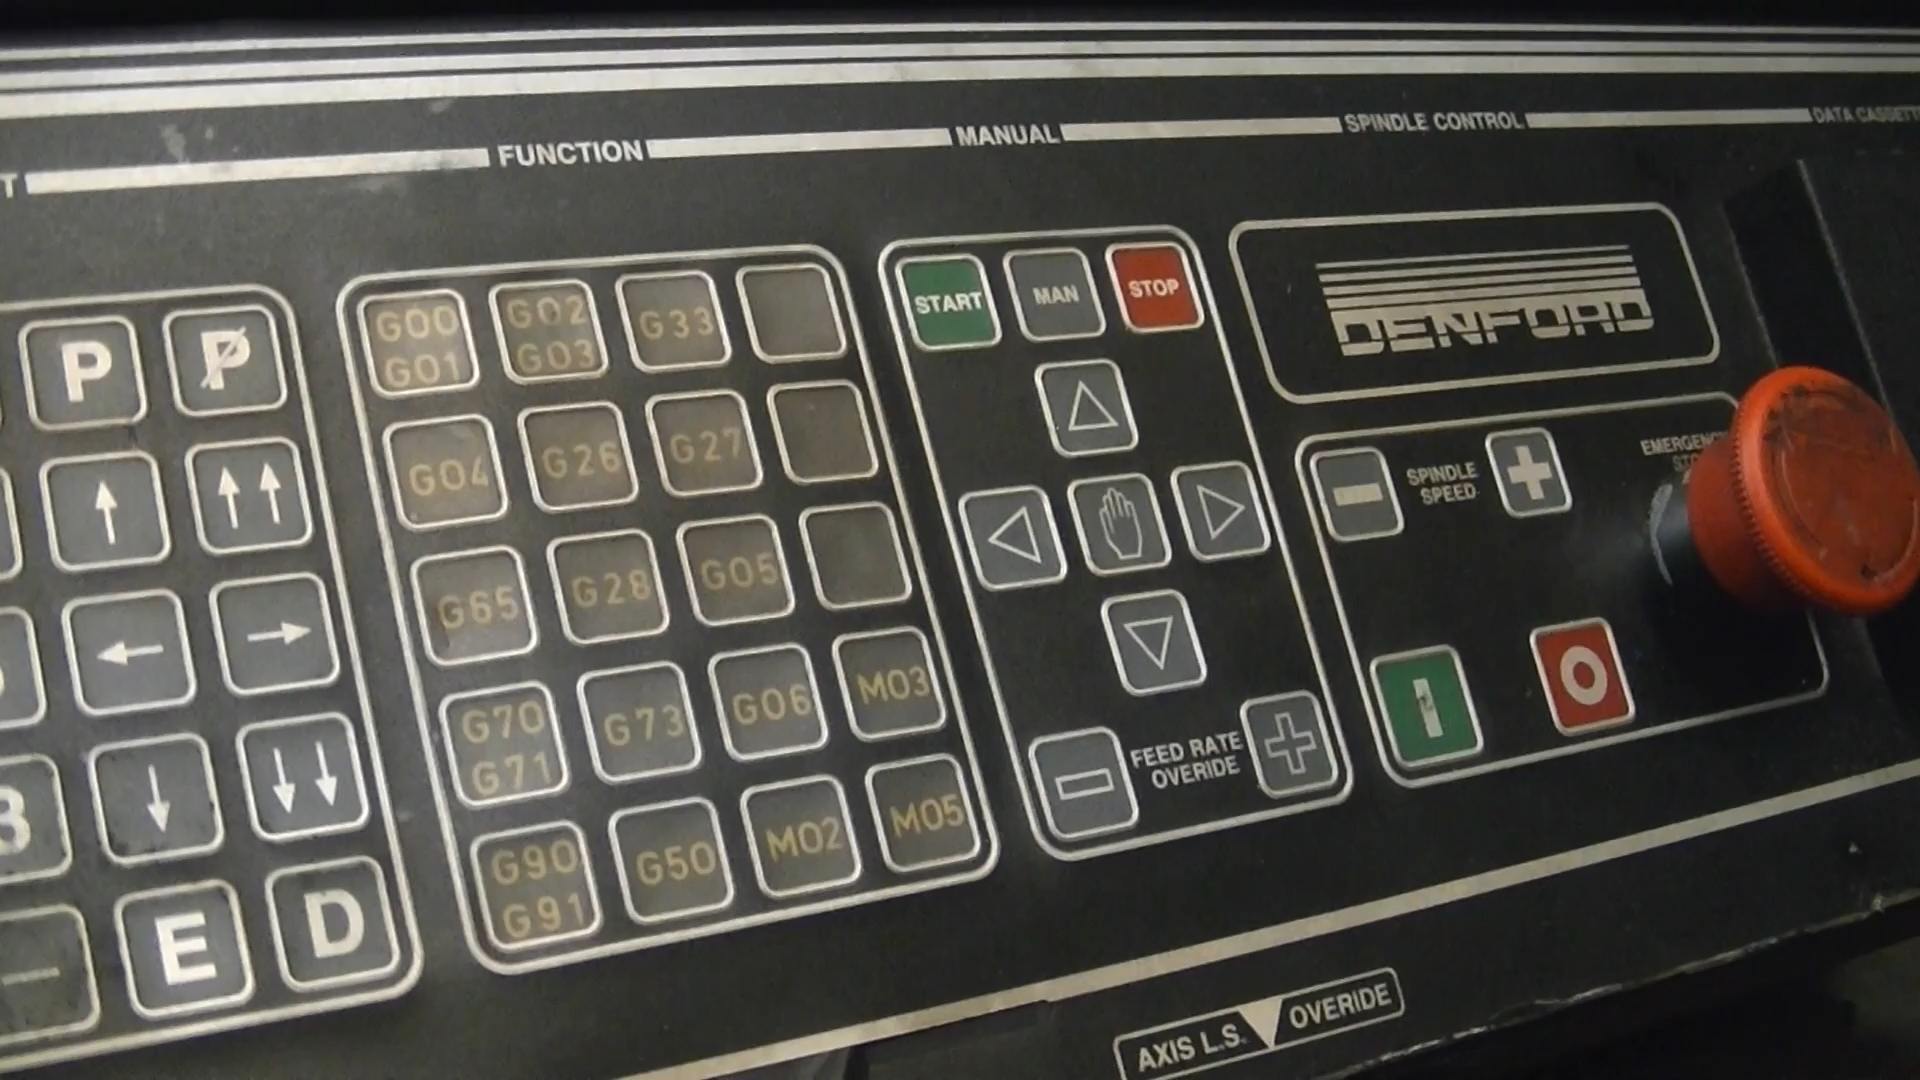 FUNCTION
MANUAL
SPINDLE CONTROL
DATA
T
START
MAN
STOP
DENFORD
P
P
G00
G01
G02
G03
G33
G04
G26
G27
SPINDLE
SPEED
G65
G28
G05
G70
G71
G73
G06
M03
FEED RATE
OVERIDE
G90
G91
G50
M02
M05
E
D
AXIS L.S.
OVERIDE